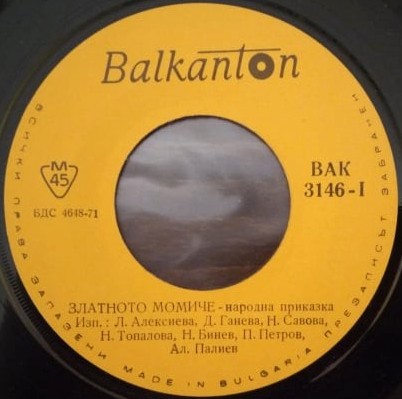 Balkanton
M
45
БДС 4648-71
ВАК
3146-I
ЗЛАТНОТО МОМИЧЕ - народна приказка
Изп.: Л. Алексиева, Д. Ганева, Н. Савова,
Н. Топалова, Н. Бинев, П. Петров,
Ал. Палиев
ВСИЧКИ ПРАВА ЗАПАЗЕНИ MADE IN BULGARIA ПРЕЗАПИСЪТ ЗАБРАНЕН